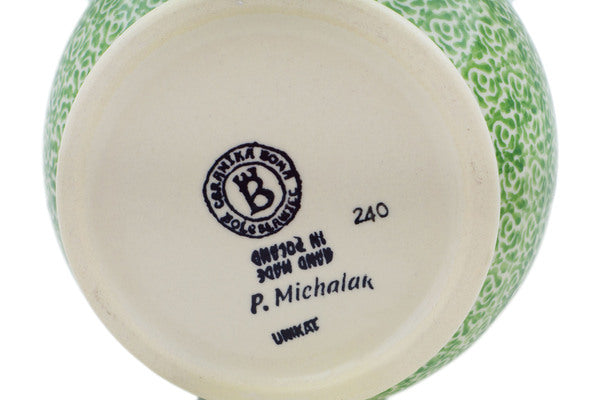 CERAMIKA BONA
B
BOLESŁAWIEC
240
HAND MADE
IN POLAND
P. Michalak
UNIKAT